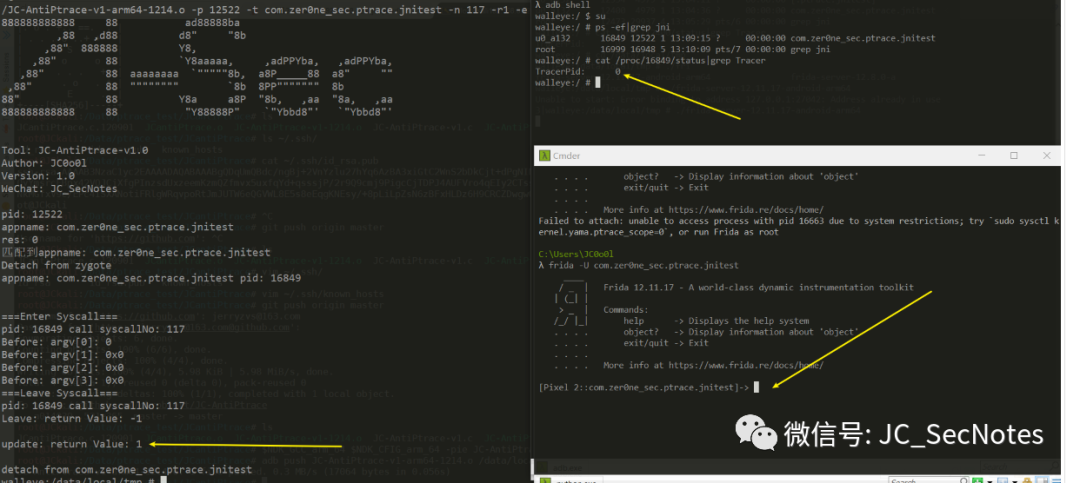 /JC-AntiPtrace-v1-arm64-1214.o -p 12522 -t com.zer0ne_sec.ptrace.jnitest -n 117 -r1 -e
Tool: JC-AntiPtrace-v1.0
Author: JC0o0l
Version: 1.0
WeChat: JC_SecNotes
pid: 12522
appname: com.zer0ne_sec.ptrace.jnitest
res: 0
匹配到appname: com.zer0ne_sec.ptrace.jnitest
Detach from zygote
appname: com.zer0ne_sec.ptrace.jnitest pid: 16849
===Enter Syscall===
pid: 16849 call syscallNo: 117
Before: argv[0]: 0
Before: argv[1]: 0x0
Before: argv[2]: 0x0
Before: argv[3]: 0x0
===Leave Syscall===
pid: 16849 call syscallNo: 117
Leave: return Value: -1
update: return Value: 1
detach from com.zer0ne_sec.ptrace.jnitest
walleye:/data/local/tmp #
λ adb shell
walleye:/ $ su
walleye:/ # ps -ef|grep jni
u0_a132 16849 12522 1 13:09:15 ? 00:00:00 com.zer0ne_sec.ptrace.jnitest
root 16999 16948 5 13:10:09 pts/7 00:00:00 grep jni
walleye:/ # cat /proc/16849/status|grep Tracer
TracerPid: 0
walleye:/ #
Cmder
. . . . object? -> Display information about 'object'
. . . . exit/quit -> Exit
. . . .
. . . . More info at https://www.frida.re/docs/home/
Failed to attach: unable to access process with pid 16663 due to system restrictions; try `sudo sysctl k
ernel.yama.ptrace_scope=0`, or run Frida as root
C:\Users\JC0o0l
λ frida -U com.zer0ne_sec.ptrace.jnitest
Frida 12.11.17 - A world-class dynamic instrumentation toolkit
Commands:
help -> Displays the help system
. . . . object? -> Display information about 'object'
. . . . exit/quit -> Exit
. . . .
. . . . More info at https://www.frida.re/docs/home/
[Pixel 2::com.zer0ne_sec.ptrace.jnitest]->
微信号: JC_SecNotes
Search